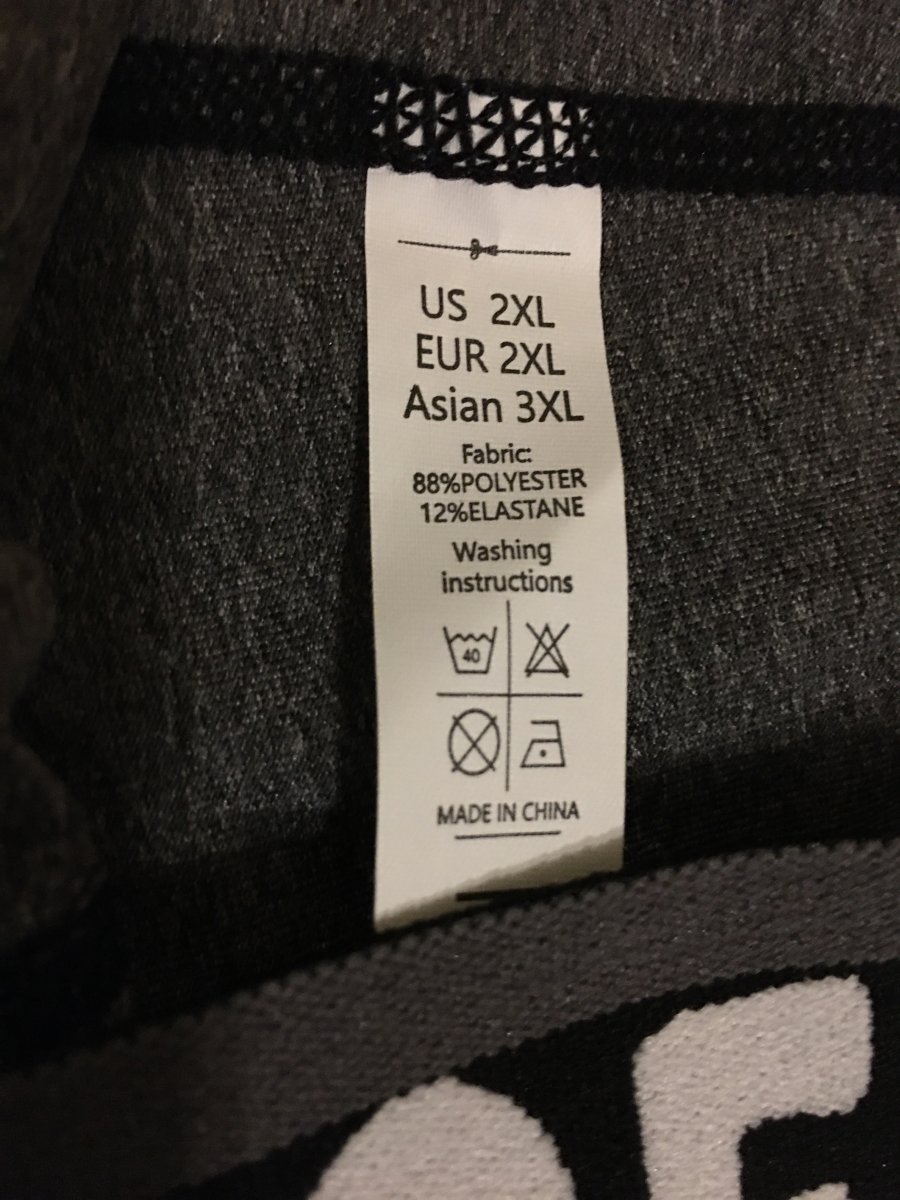 US 2XL
EUR 2XL
Asian 3XL
Fabric:
88%POLYESTER
12%ELASTANE
Washing
instructions
40
MADE IN CHINA